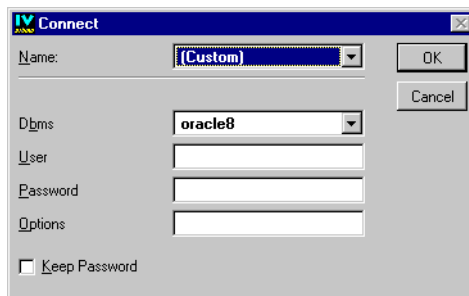 IV Connect
Name: (Custom)
OK
Cancel
Dbms oracle8
User
Password
Options
Keep Password